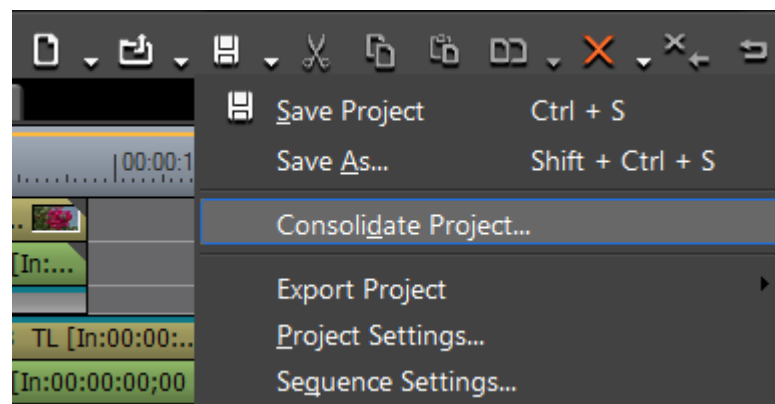 Save Project Ctrl + S
00:00:1
Save As... Shift + Ctrl + S
Consolidate Project...
[In:...
Export Project
TL [In:00:00:..
Project Settings...
[In:00:00:00;00
Sequence Settings...